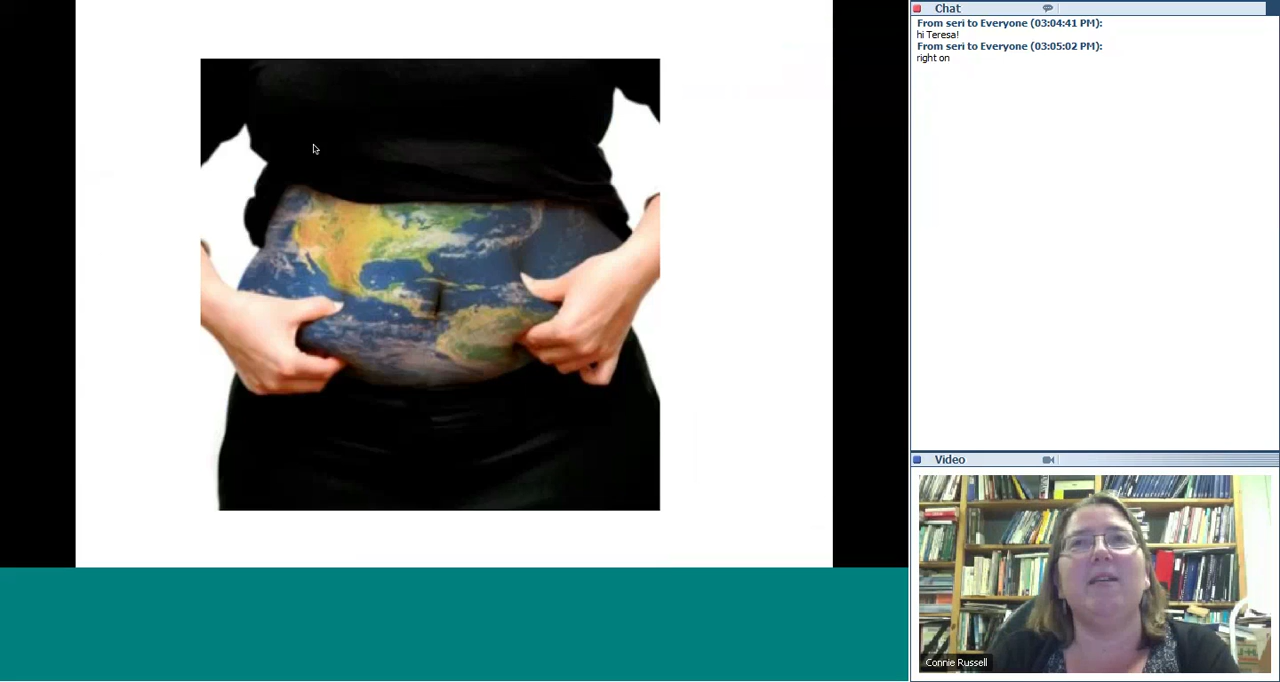 Chat
From seri to Everyone (03:04:41 PM):
hi Teresa!
From seri to Everyone (03:05:02 PM):
right on
Video
Connie Russell